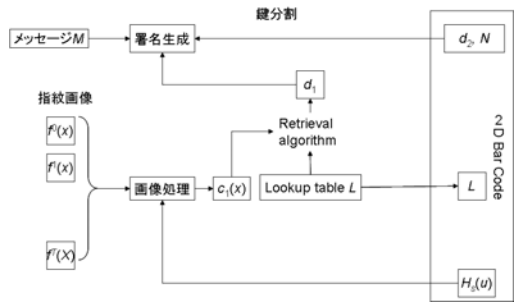 鍵分割
メッセージM
署名生成
d2, N
d1
指紋画像
f0(x)
Retrieval
algorithm
f1(x)
2D Bar Code
画像処理
c1(x)
Lookup table L
L
fT(X)
Hs(u)